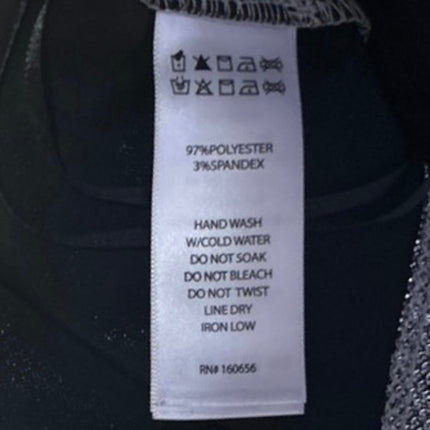 97%POLYESTER
3%SPANDEX
HAND WASH
W/COLD WATER
DO NOT SOAK
DO NOT BLEACH
DO NOT TWIST
LINE DRY
IRON LOW
RN# 160656